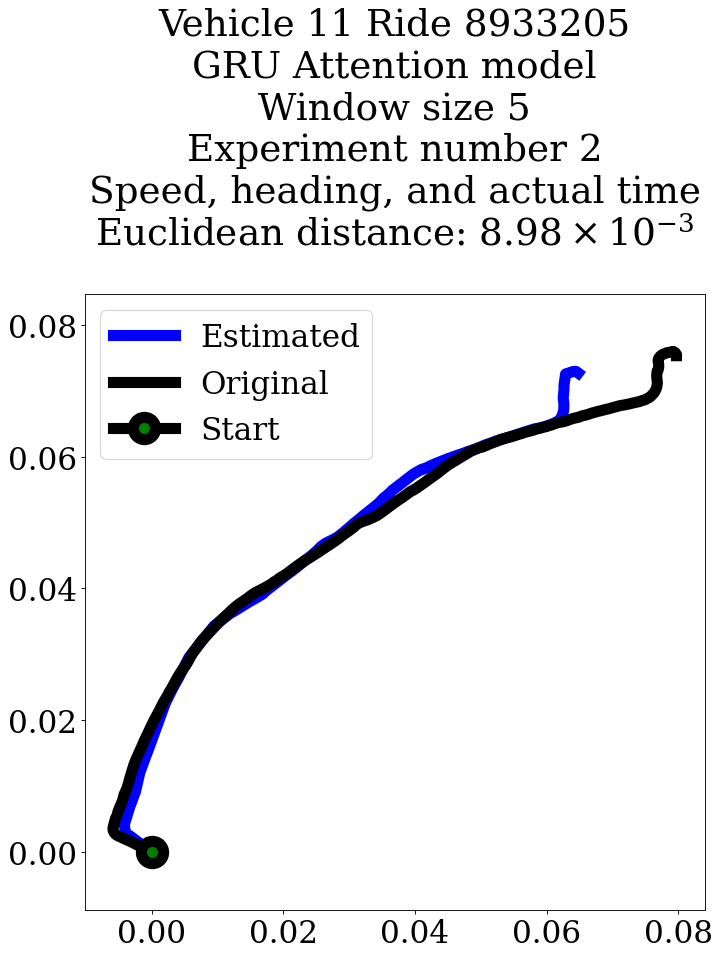 Vehicle 11 Ride 8933205
GRU Attention model
Window size 5
Experiment number 2
Speed, heading, and actual time
Euclidean distance: 8.98 × 10⁻³
Estimated
Original
Start
0.08
0.06
0.04
0.02
0.00
0.00
0.02
0.04
0.06
0.08